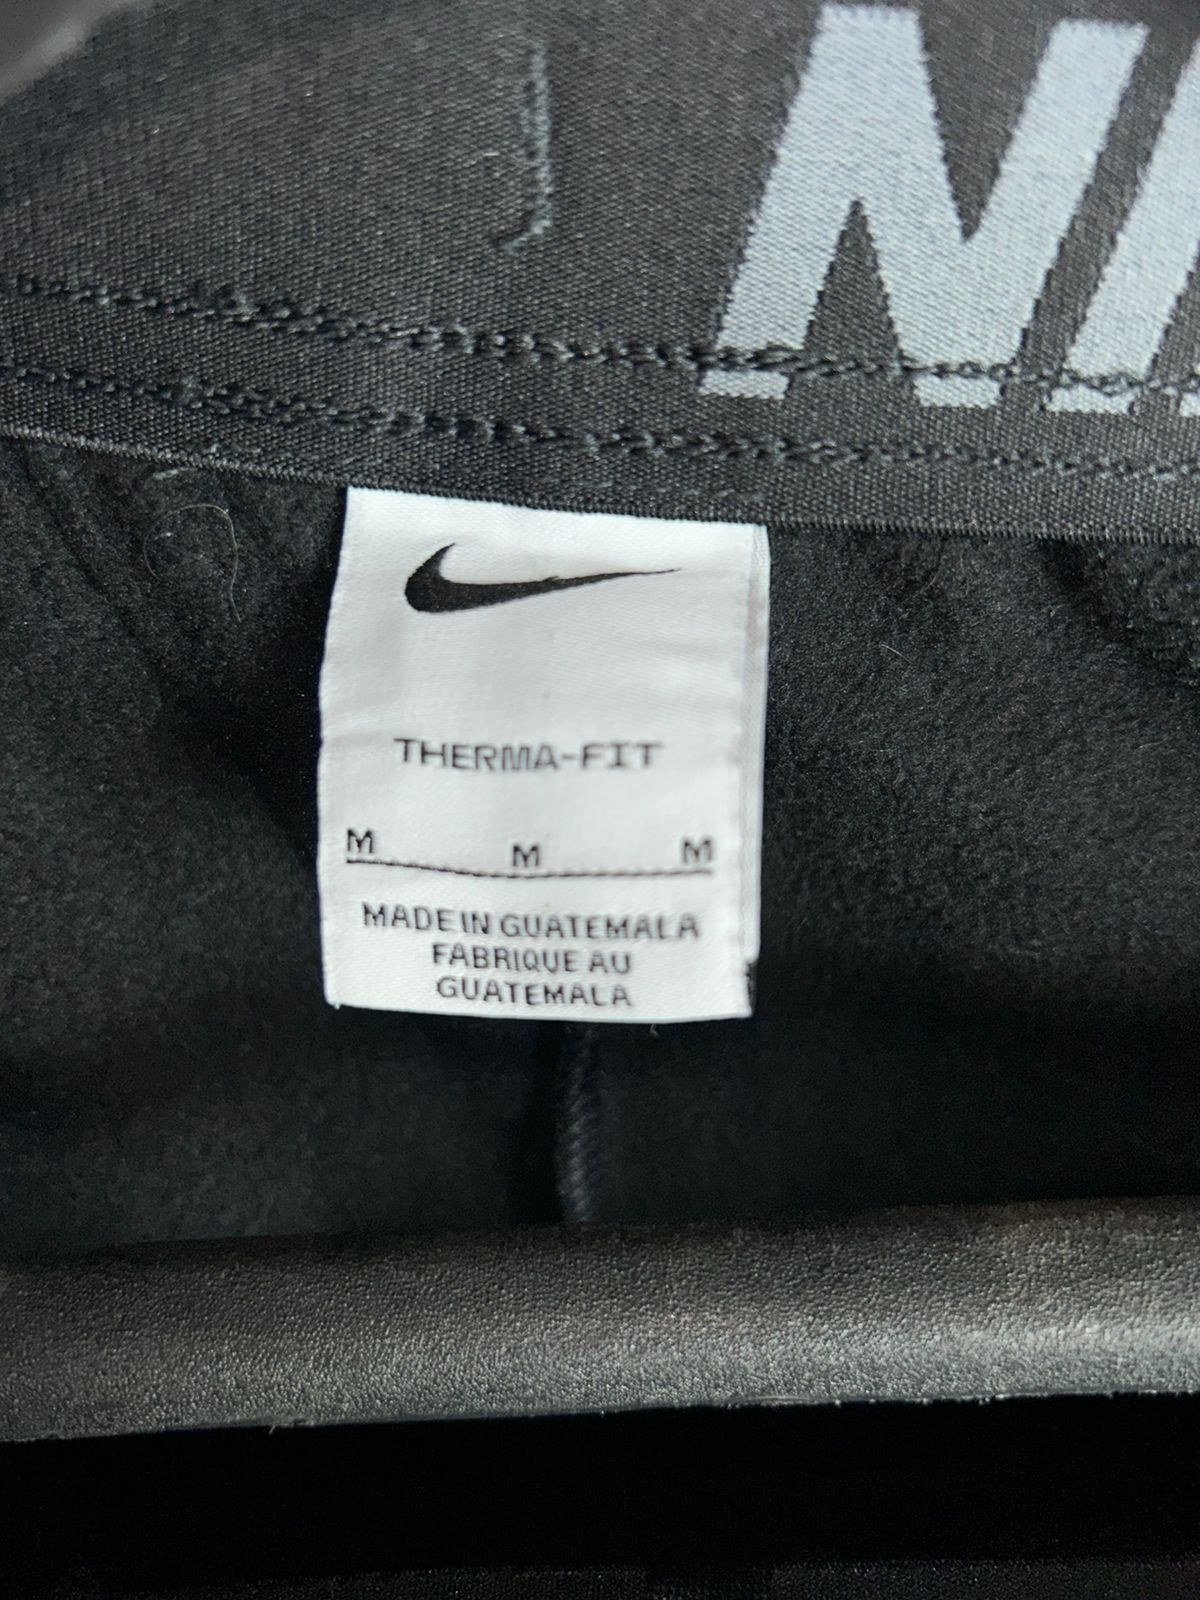 THERMA-FIT
M M M
MADE IN GUATEMALA
FABRIQUE AU
GUATEMALA